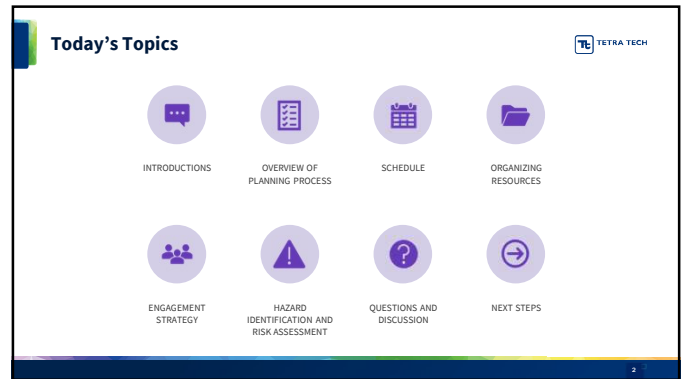 Today's Topics
TETRA TECH
INTRODUCTIONS
OVERVIEW OF
PLANNING PROCESS
SCHEDULE
ORGANIZING
RESOURCES
ENGAGEMENT
STRATEGY
HAZARD
IDENTIFICATION AND
RISK ASSESSMENT
QUESTIONS AND
DISCUSSION
NEXT STEPS
2